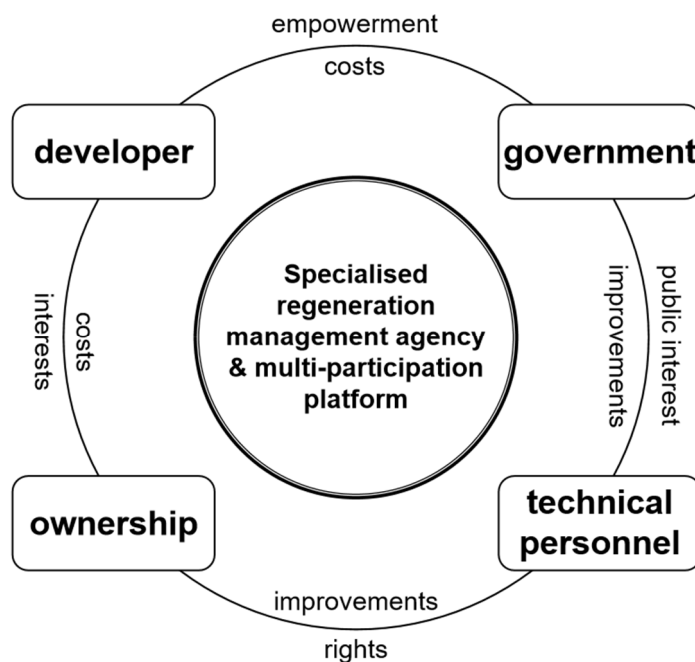 empowerment
costs
developer
government
Specialised
regeneration
management agency
& multi-participation
platform
interests
costs
improvements
public interest
ownership
technical
personnel
improvements
rights